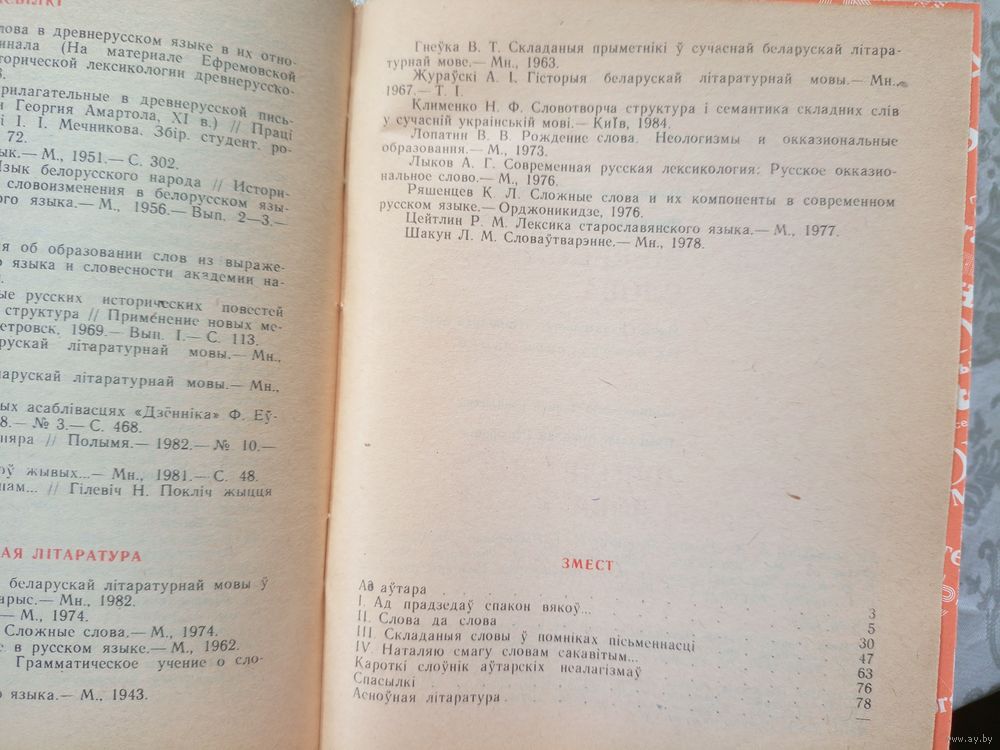 лова в древнерусском языке в их отно-
инала (На материале Ефремовской
торической лексикологии древнерусско-
рилагательные в древнерусской пись-
и Георгия Амартола, XI в.) // Праці
і І. І. Мечникова. Збір. студент. ро-
72.
ык.— М., 1951.— С. 302.
Язык белорусского народа // Истори-
словоизменения в белорусском язы-
ого языка.— М., 1956.— Вып. 2—3.—
я об образовании слов из выраже-
о языка и словесности академии на-
ые русских исторических повестей
структура // Применение новых ме-
етровск, 1969.— Вып. I.— С. 113.
рускай літаратурнай мовы.— Мн.,
ларускай літаратурнай мовы.— Мн.,
ых асаблівасцях «Дзённіка» Ф. Еў-
8.— № 3.— С. 468.
няра // Полымя.— 1982.— № 10.—
оў жывых...— Мн., 1981.— С. 48.
шам... // Гілевіч Н. Покліч жыцця
АЯ ЛІТАРАТУРА
беларускай літаратурнай мовы ў
арыс.— Мн., 1982.
— М., 1974.
Сложные слова.— М., 1974.
е в русском языке.— М., 1962.
Грамматическое учение о сло-
о языка.— М., 1943.
Гнеўка В. Т. Складаныя прыметнікі ў сучаснай беларускай літара-
турнай мове.— Мн., 1963.
Жураўскі А. І. Гісторыя беларускай літаратурнай мовы.— Мн.,
1967.— Т. I.
Клименко Н. Ф. Словотворча структура і семантика складних слів
у сучасній українській мові.— Київ, 1984.
Лопатин В. В. Рождение слова. Неологизмы и окказиональные
образования.— М., 1973.
Лыков А. Г. Современная русская лексикология: Русское окказио-
нальное слово.— М., 1976.
Ряшенцев К. Л. Сложные слова и их компоненты в современном
русском языке.— Орджоникидзе, 1976.
Цейтлин Р. М. Лексика старославянского языка.— М., 1977.
Шакун Л. М. Словаўтварэнне.— Мн., 1978.
ЗМЕСТ
Ад аўтара 3
I. Ад прадзедаў спакон вякоў... 5
II. Слова да слова 30
III. Складаныя словы ў помніках пісьменнасці 47
IV. Наталяю смагу словам сакавітым... 63
Кароткі слоўнік аўтарскіх неалагізмаў 76
Спасылкі 78
Асноўная літаратура —
www.ay.by